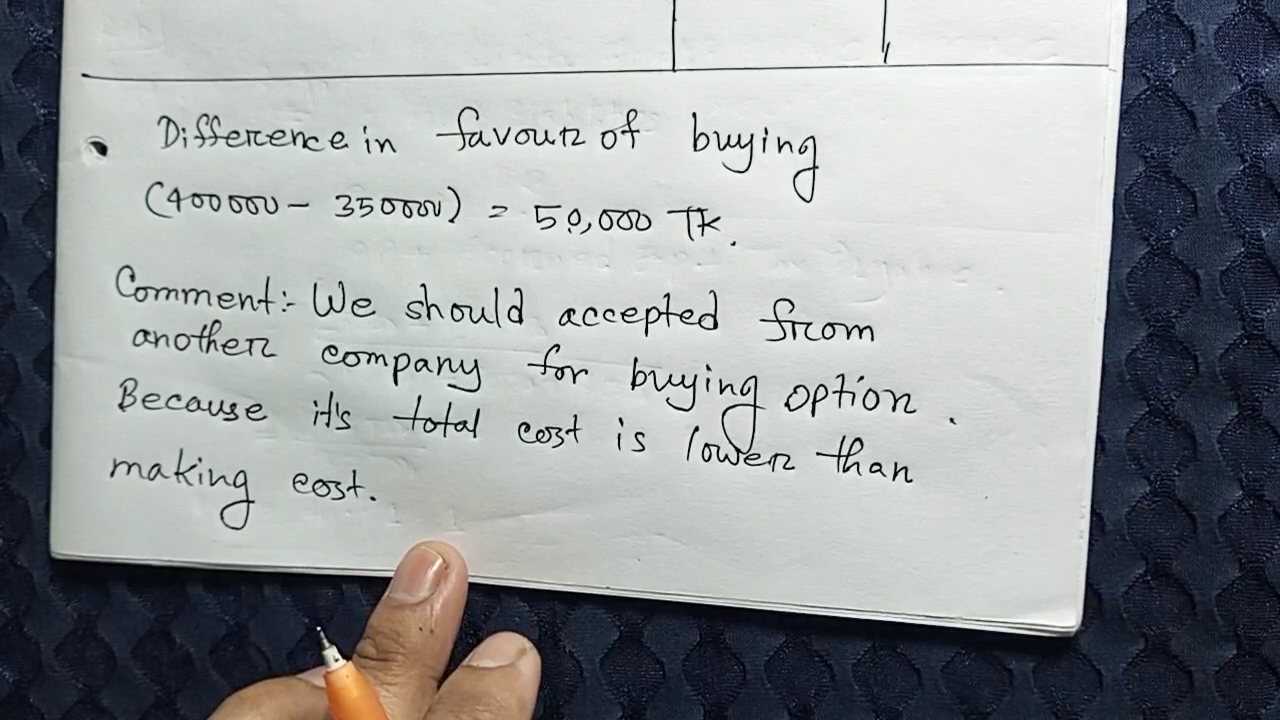 Difference in favour of buying
(400000 - 350000) = 50,000 TK.
Comment:- We should accepted from
another company for buying option.
Because it's total cost is lower than
making cost.